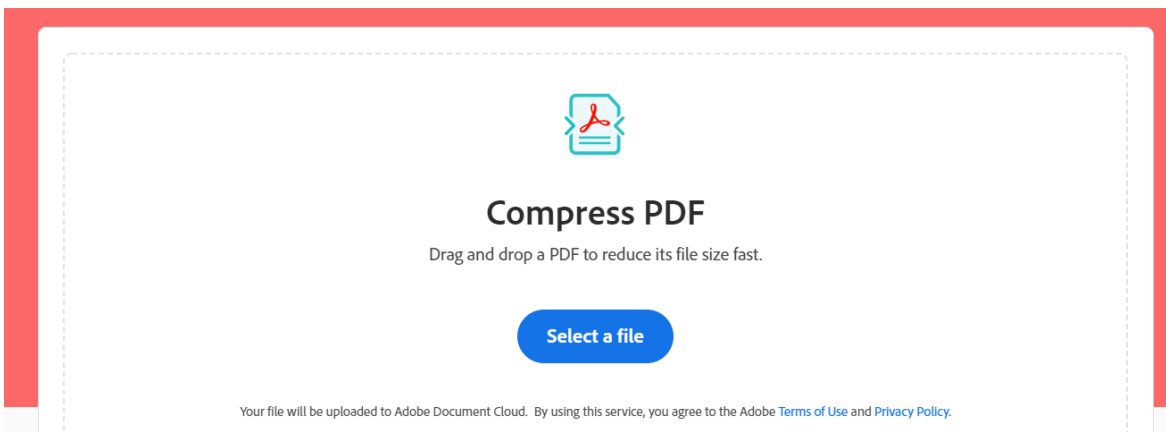 Compress PDF
Drag and drop a PDF to reduce its file size fast.
Select a file
Your file will be uploaded to Adobe Document Cloud. By using this service, you agree to the Adobe Terms of Use and Privacy Policy.